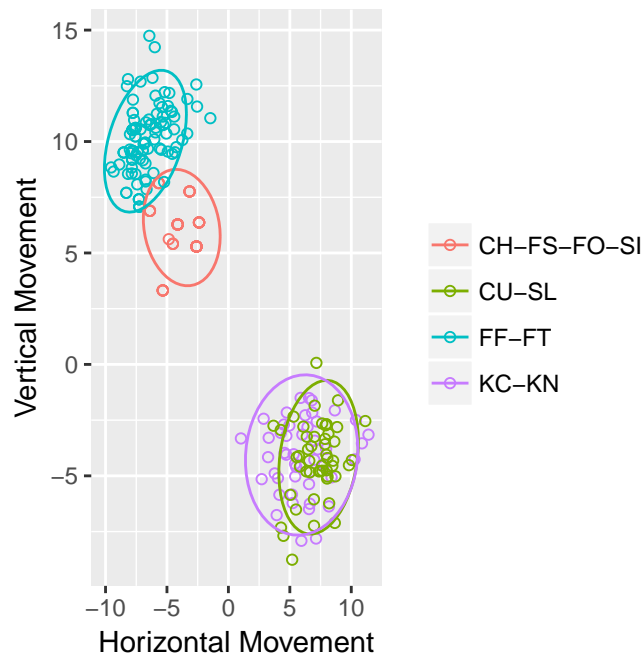 15
10
5
0
−5
−10
−5
0
5
10
Vertical Movement
Horizontal Movement
CH−FS−FO−SI
CU−SL
FF−FT
KC−KN